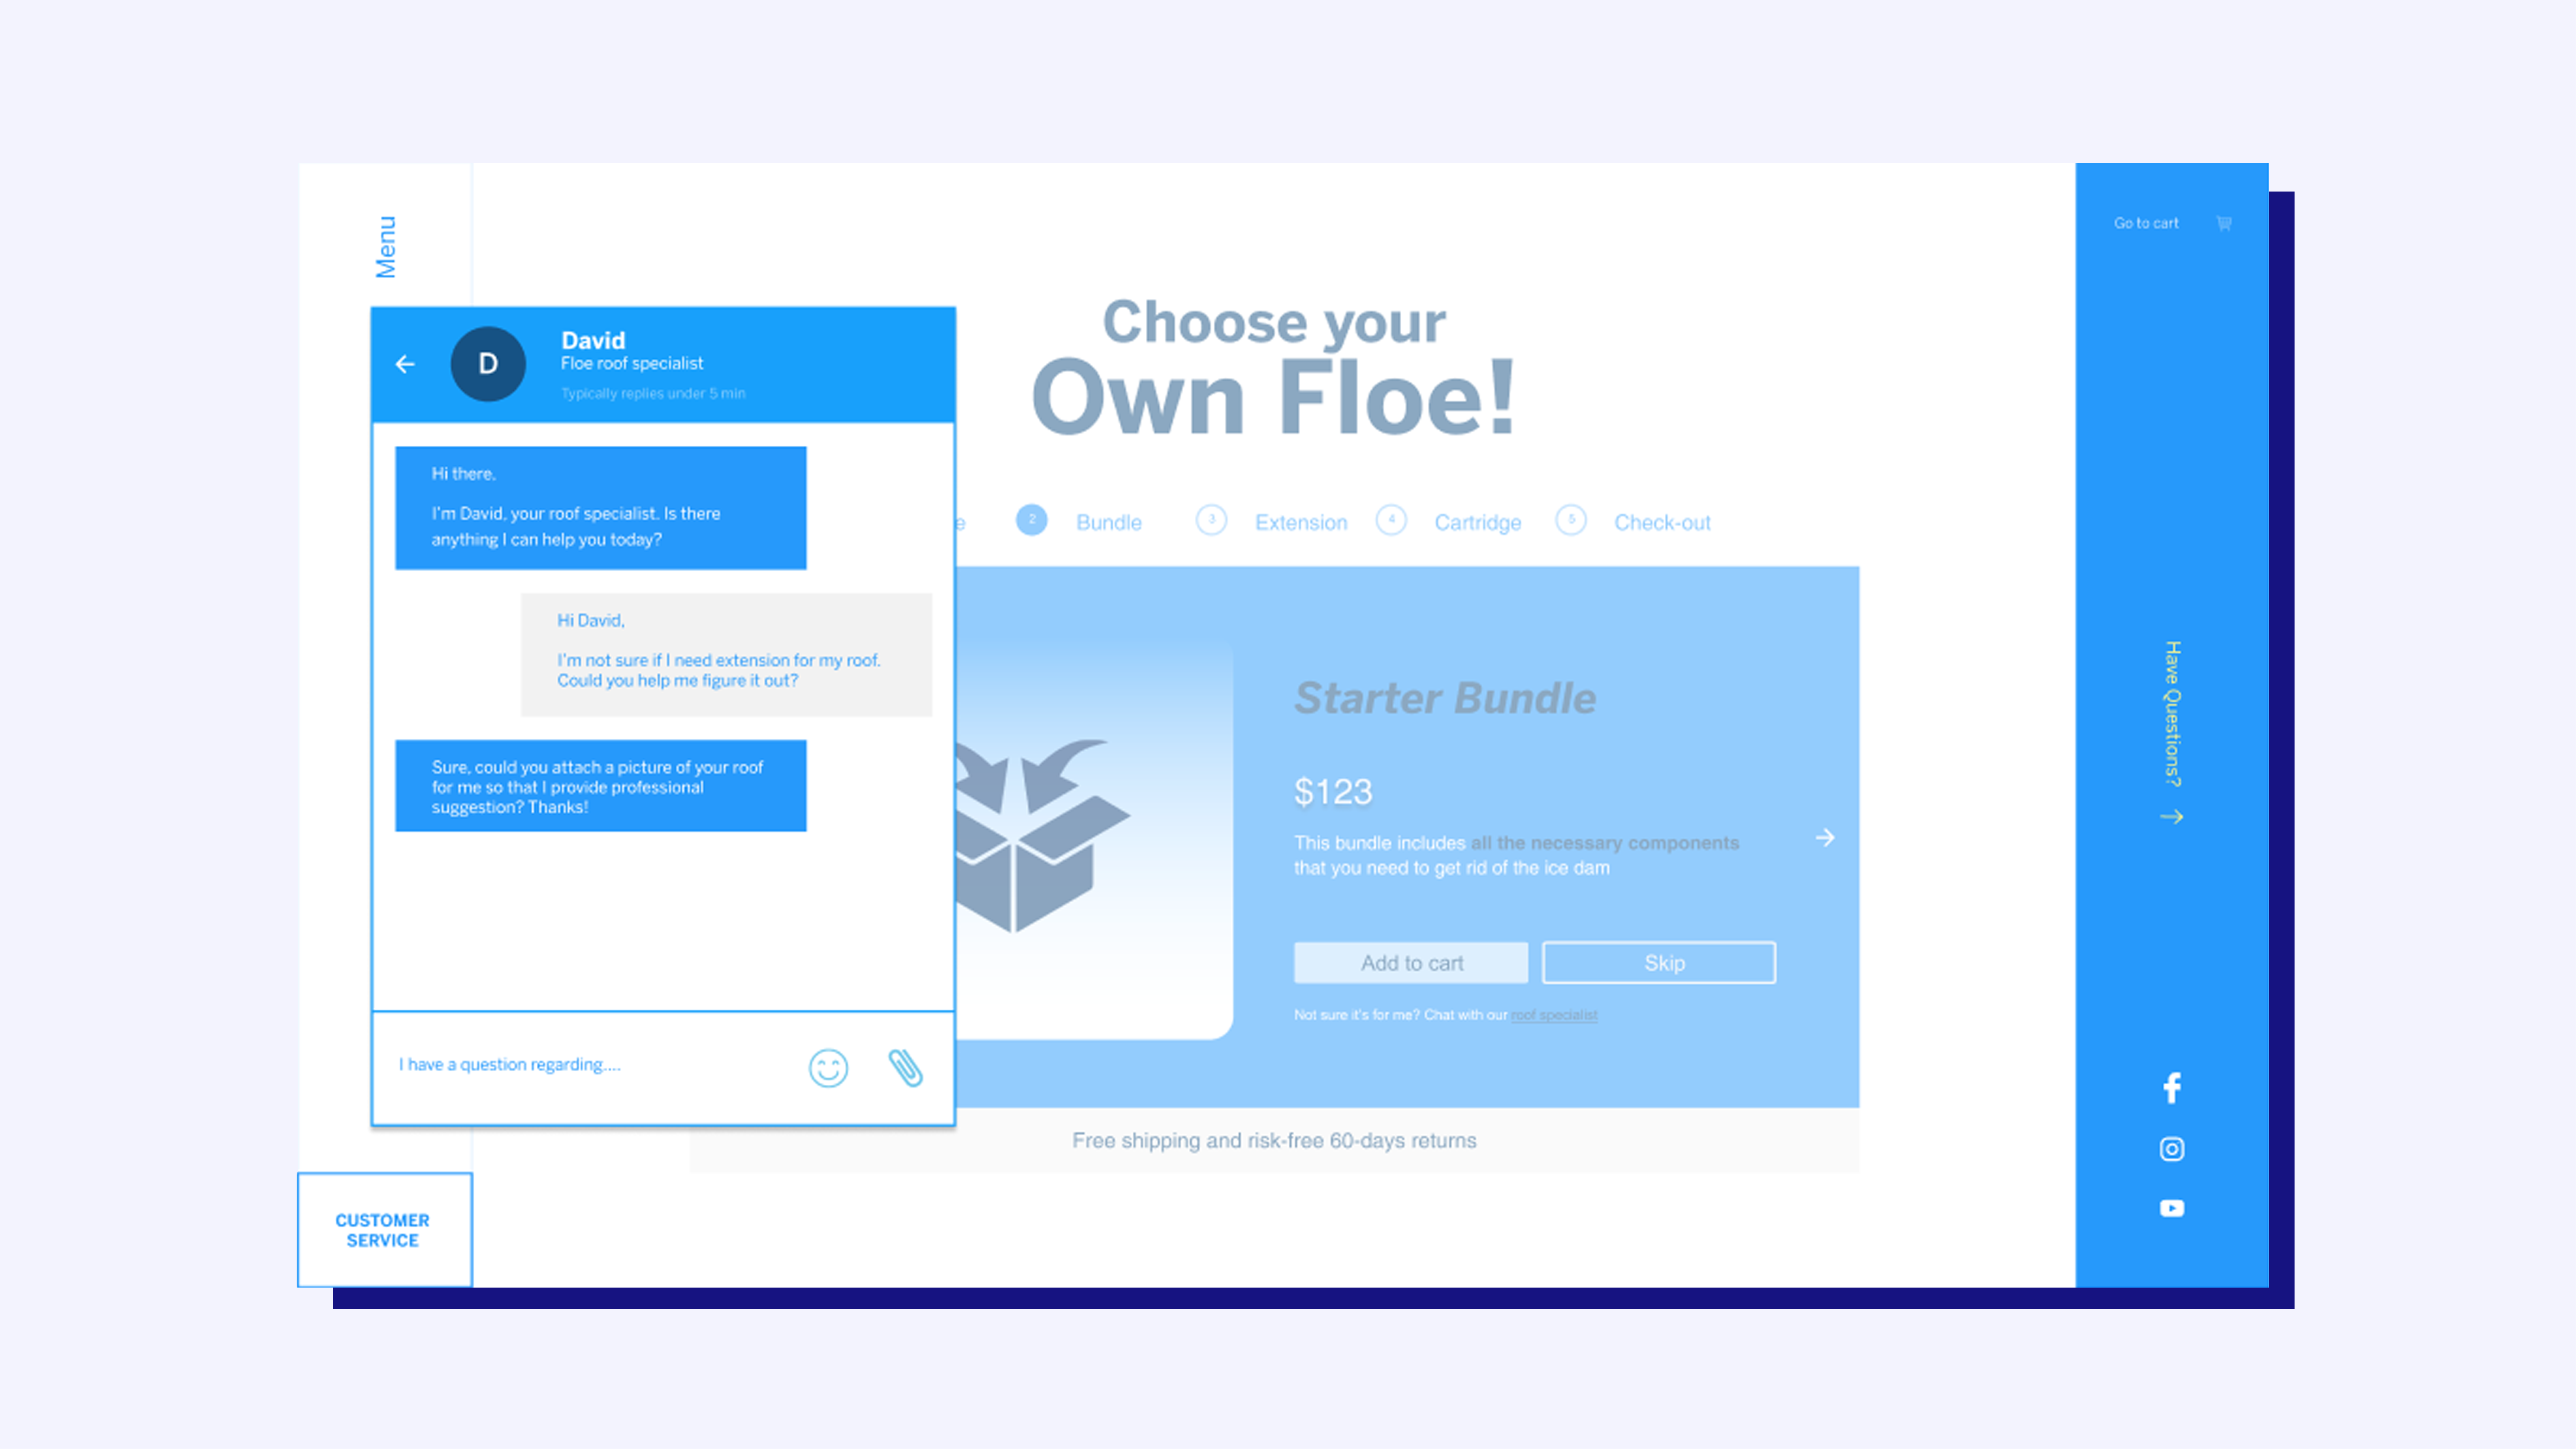 Menu
Go to cart
D
David
Floe roof specialist
Typically replies under 5 min
Hi there.
I'm David, your roof specialist. Is there
anything I can help you today?
Hi David,
I'm not sure if I need extension for my roof.
Could you help me figure it out?
Sure, could you attach a picture of your roof
for me so that I provide professional
suggestion? Thanks!
I have a question regarding....
CUSTOMER
SERVICE
Choose your
Own Floe!
e
2 Bundle
3 Extension
4 Cartridge
5 Check-out
Starter Bundle
$123
This bundle includes all the necessary components
that you need to get rid of the ice dam
Add to cart
Skip
Not sure it's for me? Chat with our roof specialist
Free shipping and risk-free 60-days returns
Have Questions?